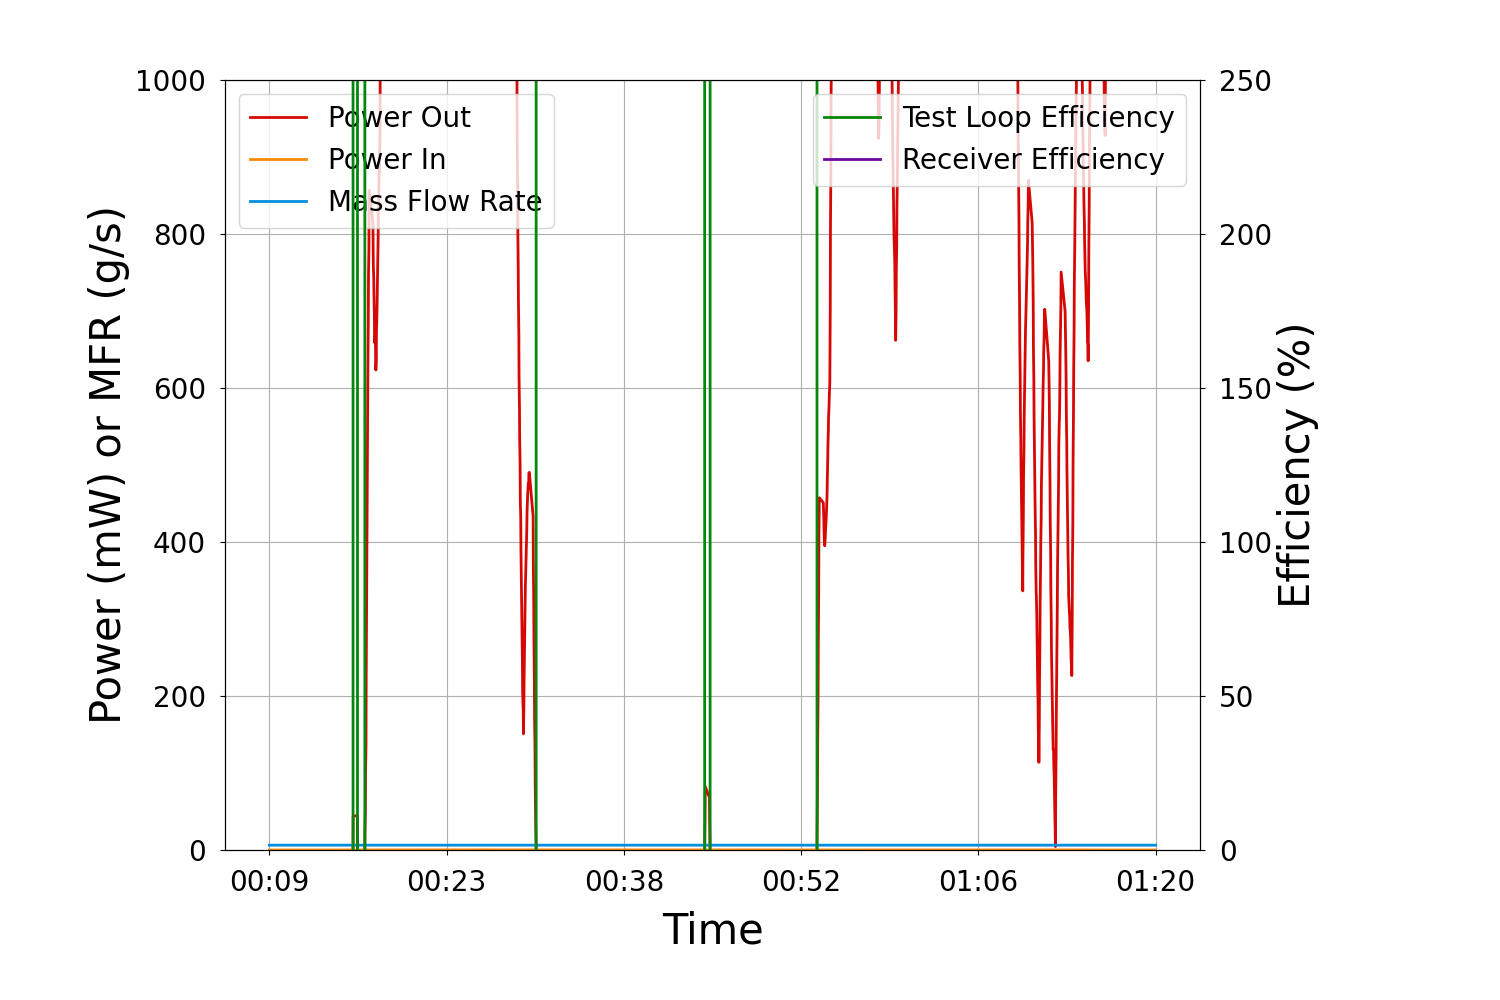 1000
800
600
400
200
0
Power (mW) or MFR (g/s)
Power Out
Power In
Mass Flow Rate
Test Loop Efficiency
Receiver Efficiency
250
200
150
100
50
0
Efficiency (%)
00:09 00:23 00:38 00:52 01:06 01:20
Time